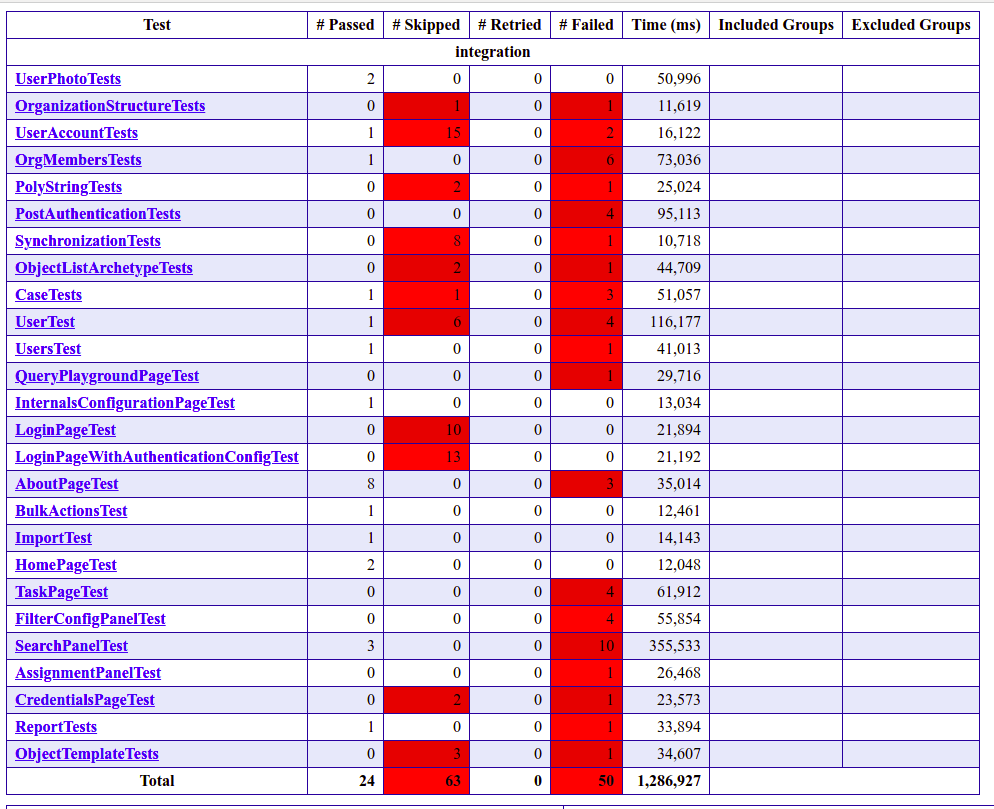 Test # Passed # Skipped # Retried # Failed Time (ms) Included Groups Excluded Groups
integration
UserPhotoTests 2 0 0 0 50,996
OrganizationStructureTests 0 1 0 1 11,619
UserAccountTests 1 15 0 2 16,122
OrgMembersTests 1 0 0 6 73,036
PolyStringTests 0 2 0 1 25,024
PostAuthenticationTests 0 0 0 4 95,113
SynchronizationTests 0 8 0 1 10,718
ObjectListArchetypeTests 0 2 0 1 44,709
CaseTests 1 1 0 3 51,057
UserTest 1 6 0 4 116,177
UsersTest 1 0 0 1 41,013
QueryPlaygroundPageTest 0 0 0 1 29,716
InternalsConfigurationPageTest 1 0 0 0 13,034
LoginPageTest 0 10 0 0 21,894
LoginPageWithAuthenticationConfigTest 0 13 0 0 21,192
AboutPageTest 8 0 0 3 35,014
BulkActionsTest 1 0 0 0 12,461
ImportTest 1 0 0 0 14,143
HomePageTest 2 0 0 0 12,048
TaskPageTest 0 0 0 4 61,912
FilterConfigPanelTest 0 0 0 4 55,854
SearchPanelTest 3 0 0 10 355,533
AssignmentPanelTest 0 0 0 1 26,468
CredentialsPageTest 0 2 0 1 23,573
ReportTests 1 0 0 1 33,894
ObjectTemplateTests 0 3 0 1 34,607
Total 24 63 0 50 1,286,927